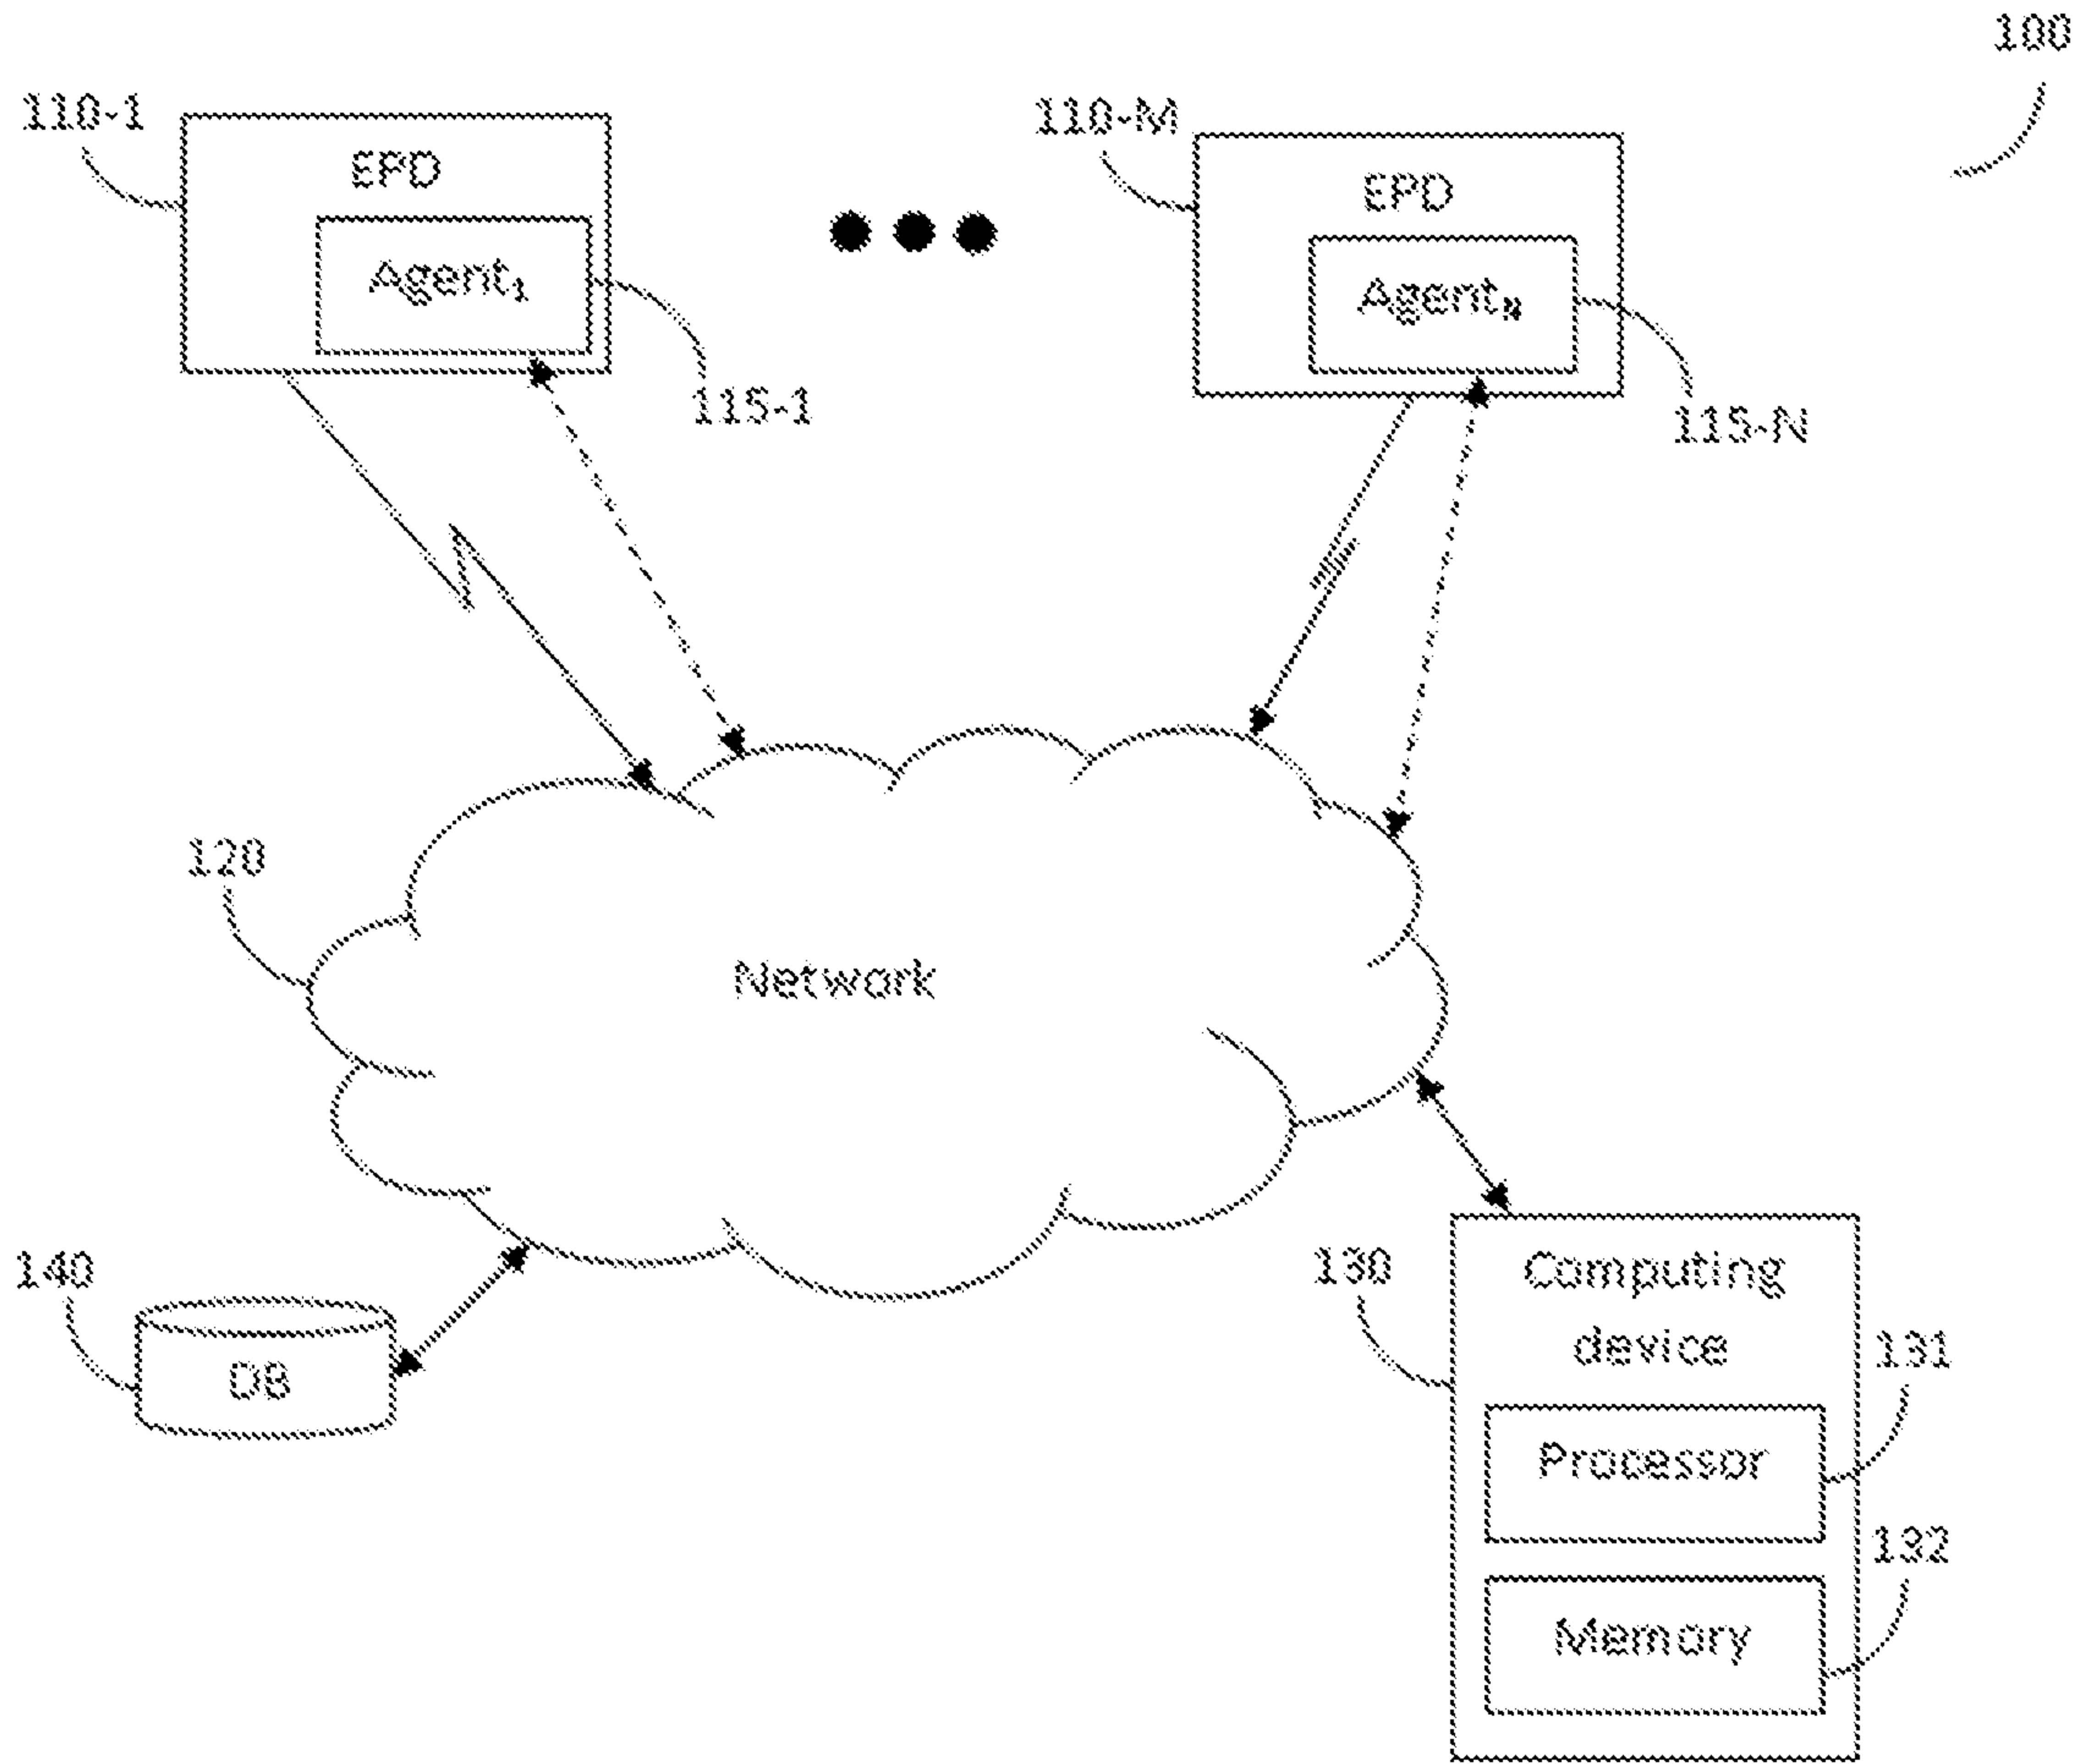 100
110-1
EPD
Agent1
115-1
110-M
EPD
AgentN
115-N
120
Network
140
DB
130
Computing
device
131
Processor
132
Memory